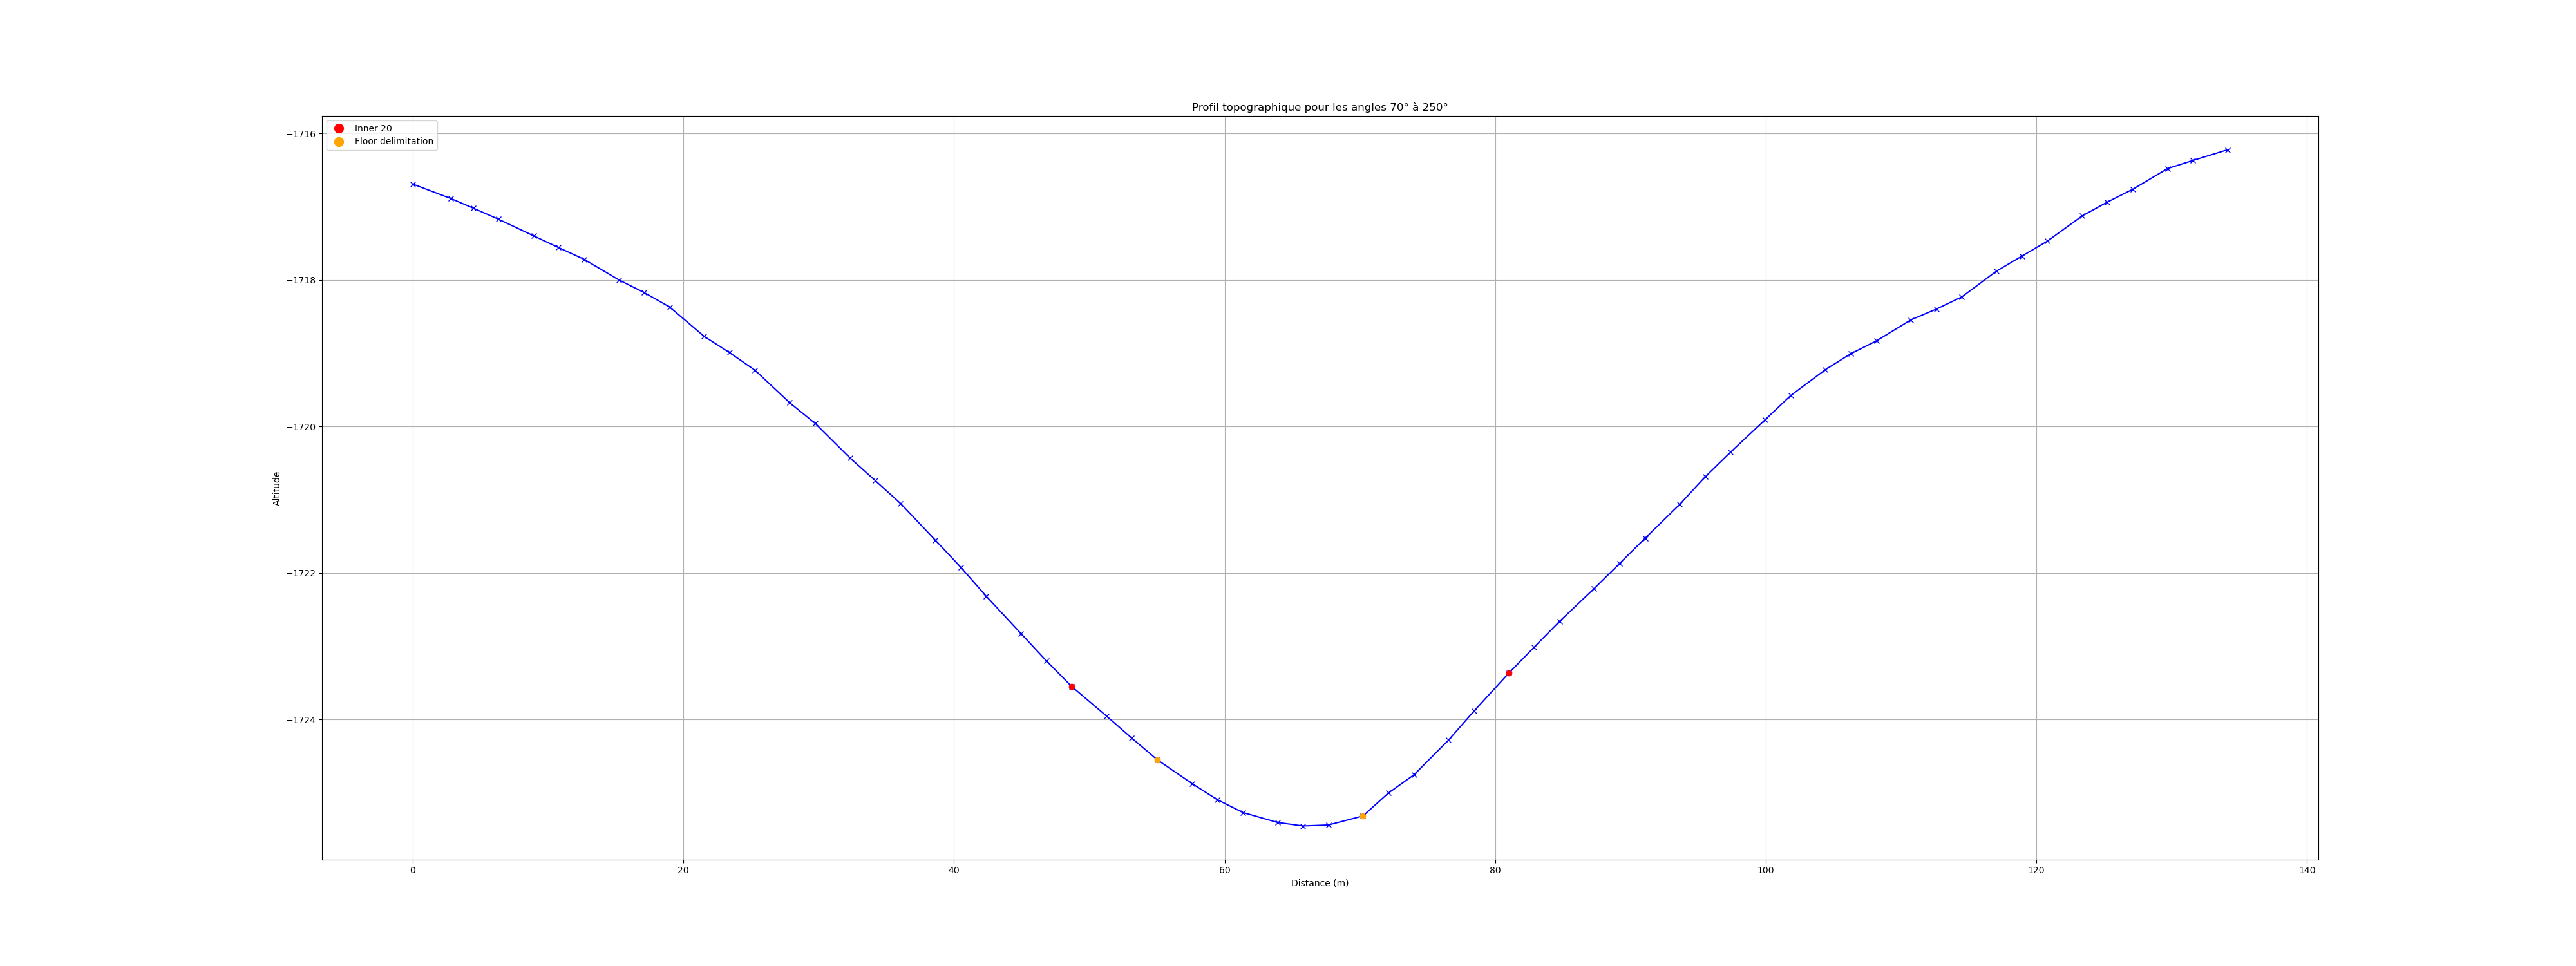 Profil topographique pour les angles 70° à 250°
Inner 20
Floor delimitation
−1716
−1718
−1720
−1722
−1724
Altitude
0 20 40 60 80 100 120 140
Distance (m)